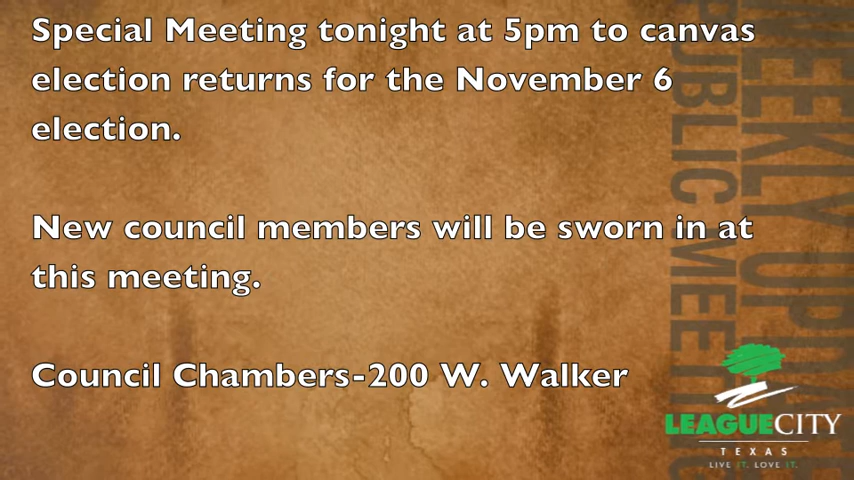 Special Meeting tonight at 5pm to canvas
election returns for the November 6
election.
New council members will be sworn in at
this meeting.
Council Chambers-200 W. Walker
WEEKLY UPDATE
PUBLIC MEETING
LEAGUECITY
TEXAS
LIVE IT. LOVE IT.